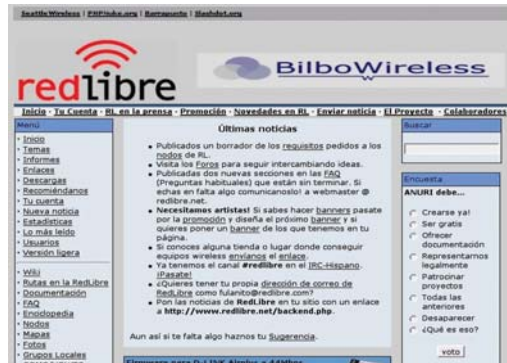 SeattleWireless | PHPNuke.org | Barrapunto | Slashdot.org
redlibre
BilboWireless
Inicio · Tu Cuenta · RL en la prensa · Promoción · Novedades en RL · Enviar noticia · El Proyecto · Colaboradores
Menú
· Inicio
· Temas
· Informes
· Enlaces
· Descargas
· Recomiéndanos
· Tu cuenta
· Nueva noticia
· Estadísticas
· Lo más leído
· Usuarios
· Versión ligera
· Wiki
· Rutas en la RedLibre
· Documentación
· FAQ
· Enciclopedia
· Nodos
· Mapas
· Fotos
· Grupos Locales
Últimas noticias
• Publicados un borrador de los requisitos pedidos a los
nodos de RL.
• Visita los Foros para seguir intercambiando ideas.
• Publicadas dos nuevas secciones en las FAQ
(Preguntas habituales) que están sin terminar. Si
echas en falta algo comunicanoslo! a webmaster @
redlibre.net.
• Necesitamos artistas! Si sabes hacer banners pasate
por la promoción y diseña el próximo banner y si
quieres poner un banner de los que tenemos en tu
página.
• Si conoces alguna tienda o lugar donde conseguir
equipos wireless envíanos el enlace.
• Ya tenemos el canal #redlibre en el IRC-Hispano.
¡Pasate!
• ¿Quieres tener tu propia dirección de correo de
RedLibre como fulanito@redlibre.com?
• Pon las noticias de RedLibre en tu sitio con un enlace
a http://www.redlibre.net/backend.php.
Aun así si te falta algo haznos tu Sugerencia.
Firmware para D-LINK Airplus a 44Mbps
Buscar
Encuesta
ANURI debe...
Crearse ya!
Ser gratis
Ofrecer
documentación
Representarnos
legalmente
Patrocinar
proyectos
Todas las
anteriores
Desaparecer
¿Qué es eso?
voto